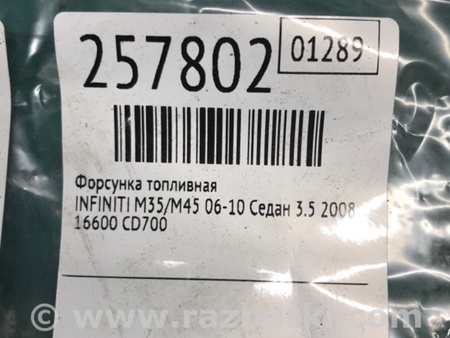 257802
01289
Форсунка топливная
INFINITI M35/M45 06-10 Седан 3.5 2008
16600 CD700